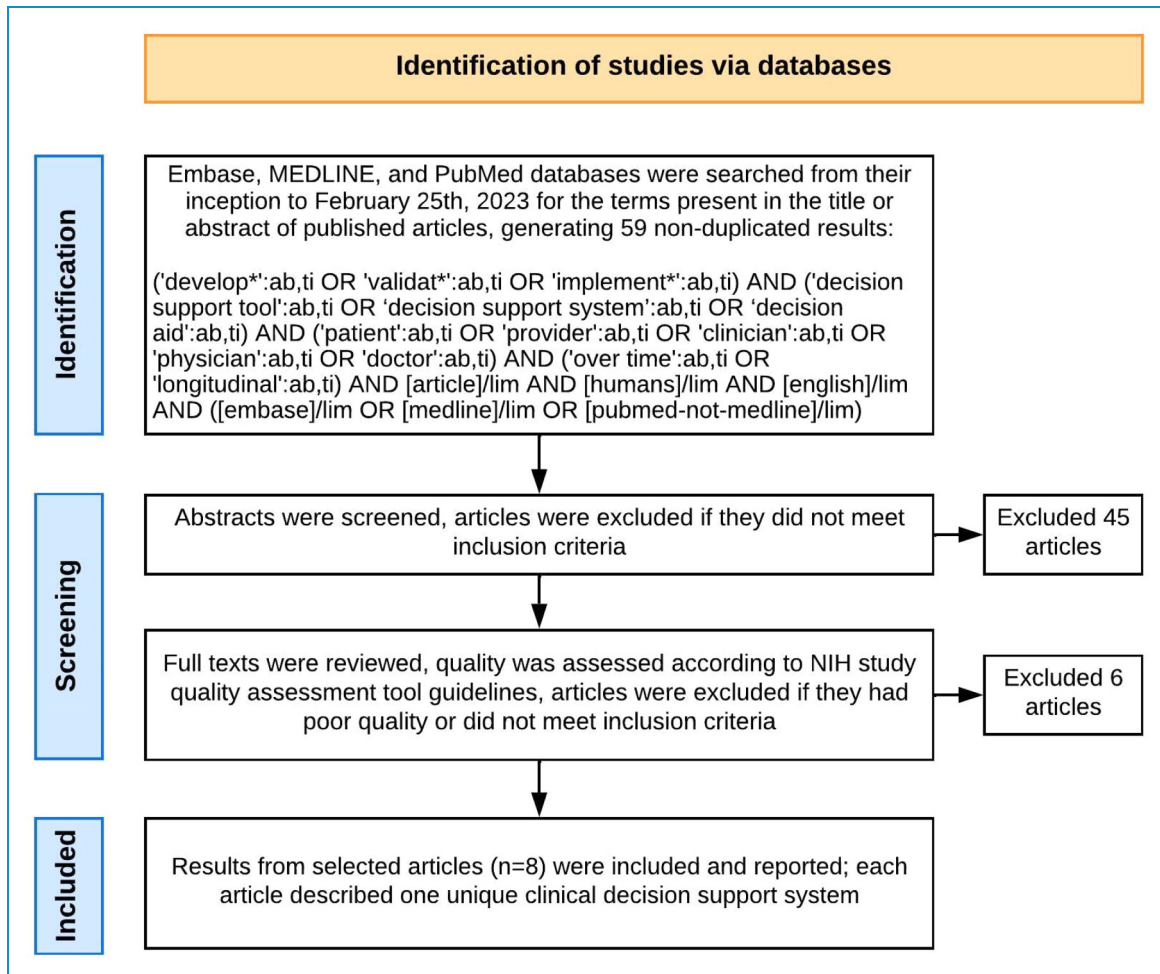 Identification of studies via databases
Identification
Embase, MEDLINE, and PubMed databases were searched from their
inception to February 25th, 2023 for the terms present in the title or
abstract of published articles, generating 59 non-duplicated results:
('develop*':ab,ti OR 'validat*':ab,ti OR 'implement*':ab,ti) AND ('decision
support tool':ab,ti OR ‘decision support system’:ab,ti OR ‘decision
aid':ab,ti) AND ('patient':ab,ti OR 'provider':ab,ti OR 'clinician':ab,ti OR
'physician':ab,ti OR 'doctor':ab,ti) AND ('over time':ab,ti OR
'longitudinal':ab,ti) AND [article]/lim AND [humans]/lim AND [english]/lim
AND ([embase]/lim OR [medline]/lim OR [pubmed-not-medline]/lim)
Screening
Abstracts were screened, articles were excluded if they did not meet
inclusion criteria
Excluded 45
articles
Full texts were reviewed, quality was assessed according to NIH study
quality assessment tool guidelines, articles were excluded if they had
poor quality or did not meet inclusion criteria
Excluded 6
articles
Included
Results from selected articles (n=8) were included and reported; each
article described one unique clinical decision support system